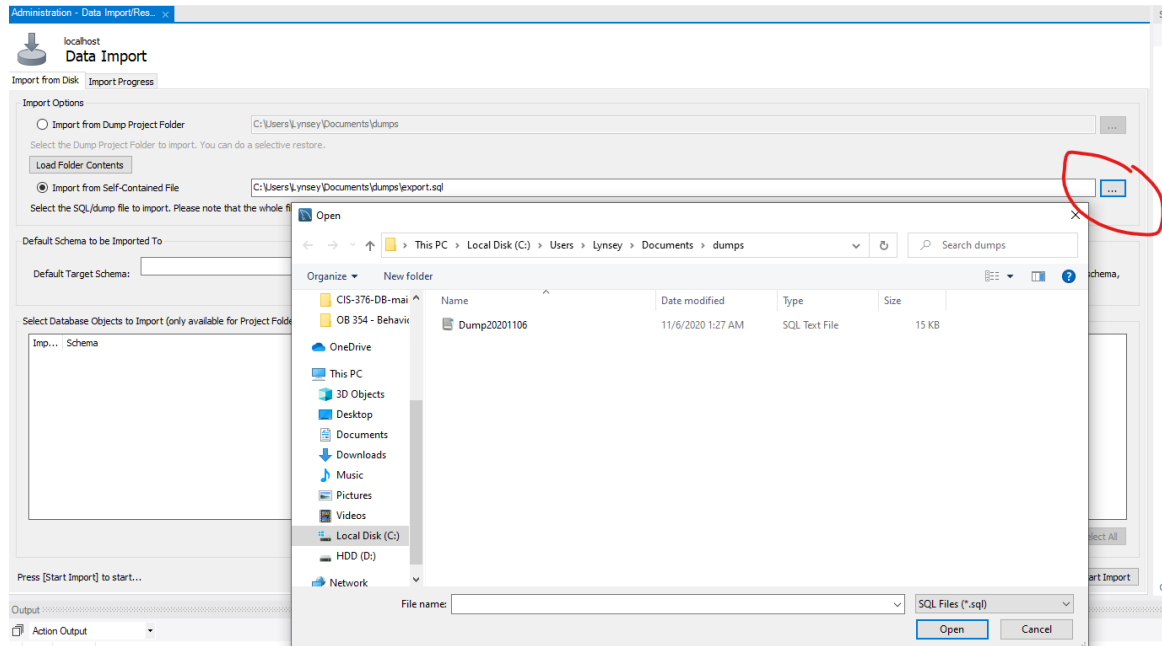 Administration - Data Import/Res...
localhost
Data Import
Import from Disk Import Progress
Import Options
Import from Dump Project Folder C:\Users\Lynsey\Documents\dumps ...
Select the Dump Project Folder to import. You can do a selective restore.
Load Folder Contents
Import from Self-Contained File C:\Users\Lynsey\Documents\dumps\export.sql ...
Select the SQL/dump file to import. Please note that the whole fi
Open
This PC > Local Disk (C:) > Users > Lynsey > Documents > dumps Search dumps
Default Schema to be Imported To
Default Target Schema: schema,
Organize New folder
Name Date modified Type Size
CIS-376-DB-mai
OB 354 - Behavic
Dump20201106 11/6/2020 1:27 AM SQL Text File 15 KB
Select Database Objects to Import (only available for Project Folde
Imp... Schema
OneDrive
This PC
3D Objects
Desktop
Documents
Downloads
Music
Pictures
Videos
Local Disk (C:)
HDD (D:)
Network
elect All
Press [Start Import] to start... art Import
File name: SQL Files (*.sql)
Open Cancel
Output
Action Output